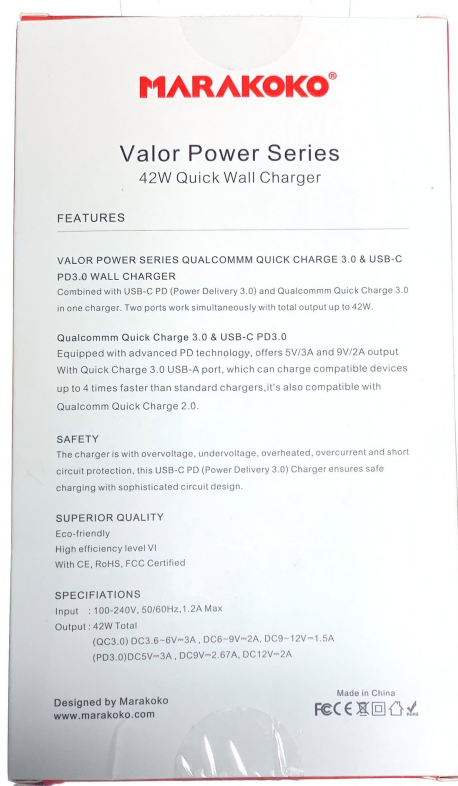 MARAKOKO®
Valor Power Series
42W Quick Wall Charger
FEATURES
VALOR POWER SERIES QUALCOMMM QUICK CHARGE 3.0 & USB-C
PD3.0 WALL CHARGER
Combined with USB-C PD (Power Delivery 3.0) and Qualcommm Quick Charge 3.0
in one charger. Two ports work simultaneously with total output up to 42W.
Qualcommm Quick Charge 3.0 & USB-C PD3.0
Equipped with advanced PD technology, offers 5V/3A and 9V/2A output
With Quick Charge 3.0 USB-A port, which can charge compatible devices
up to 4 times faster than standard chargers,it's also compatible with
Qualcomm Quick Charge 2.0.
SAFETY
The charger is with overvoltage, undervoltage, overheated, overcurrent and short
circuit protection, this USB-C PD (Power Delivery 3.0) Charger ensures safe
charging with sophisticated circuit design.
SUPERIOR QUALITY
Eco-friendly
High efficiency level VI
With CE, RoHS, FCC Certified
SPECIFIATIONS
Input : 100-240V, 50/60Hz,1.2A Max
Output : 42W Total
(QC3.0) DC3.6~6V⎓3A , DC6~9V⎓2A, DC9~12V⎓1.5A
(PD3.0)DC5V⎓3A , DC9V⎓2.67A, DC12V⎓2A
Designed by Marakoko
www.marakoko.com
Made in China
FCC CE RoHS